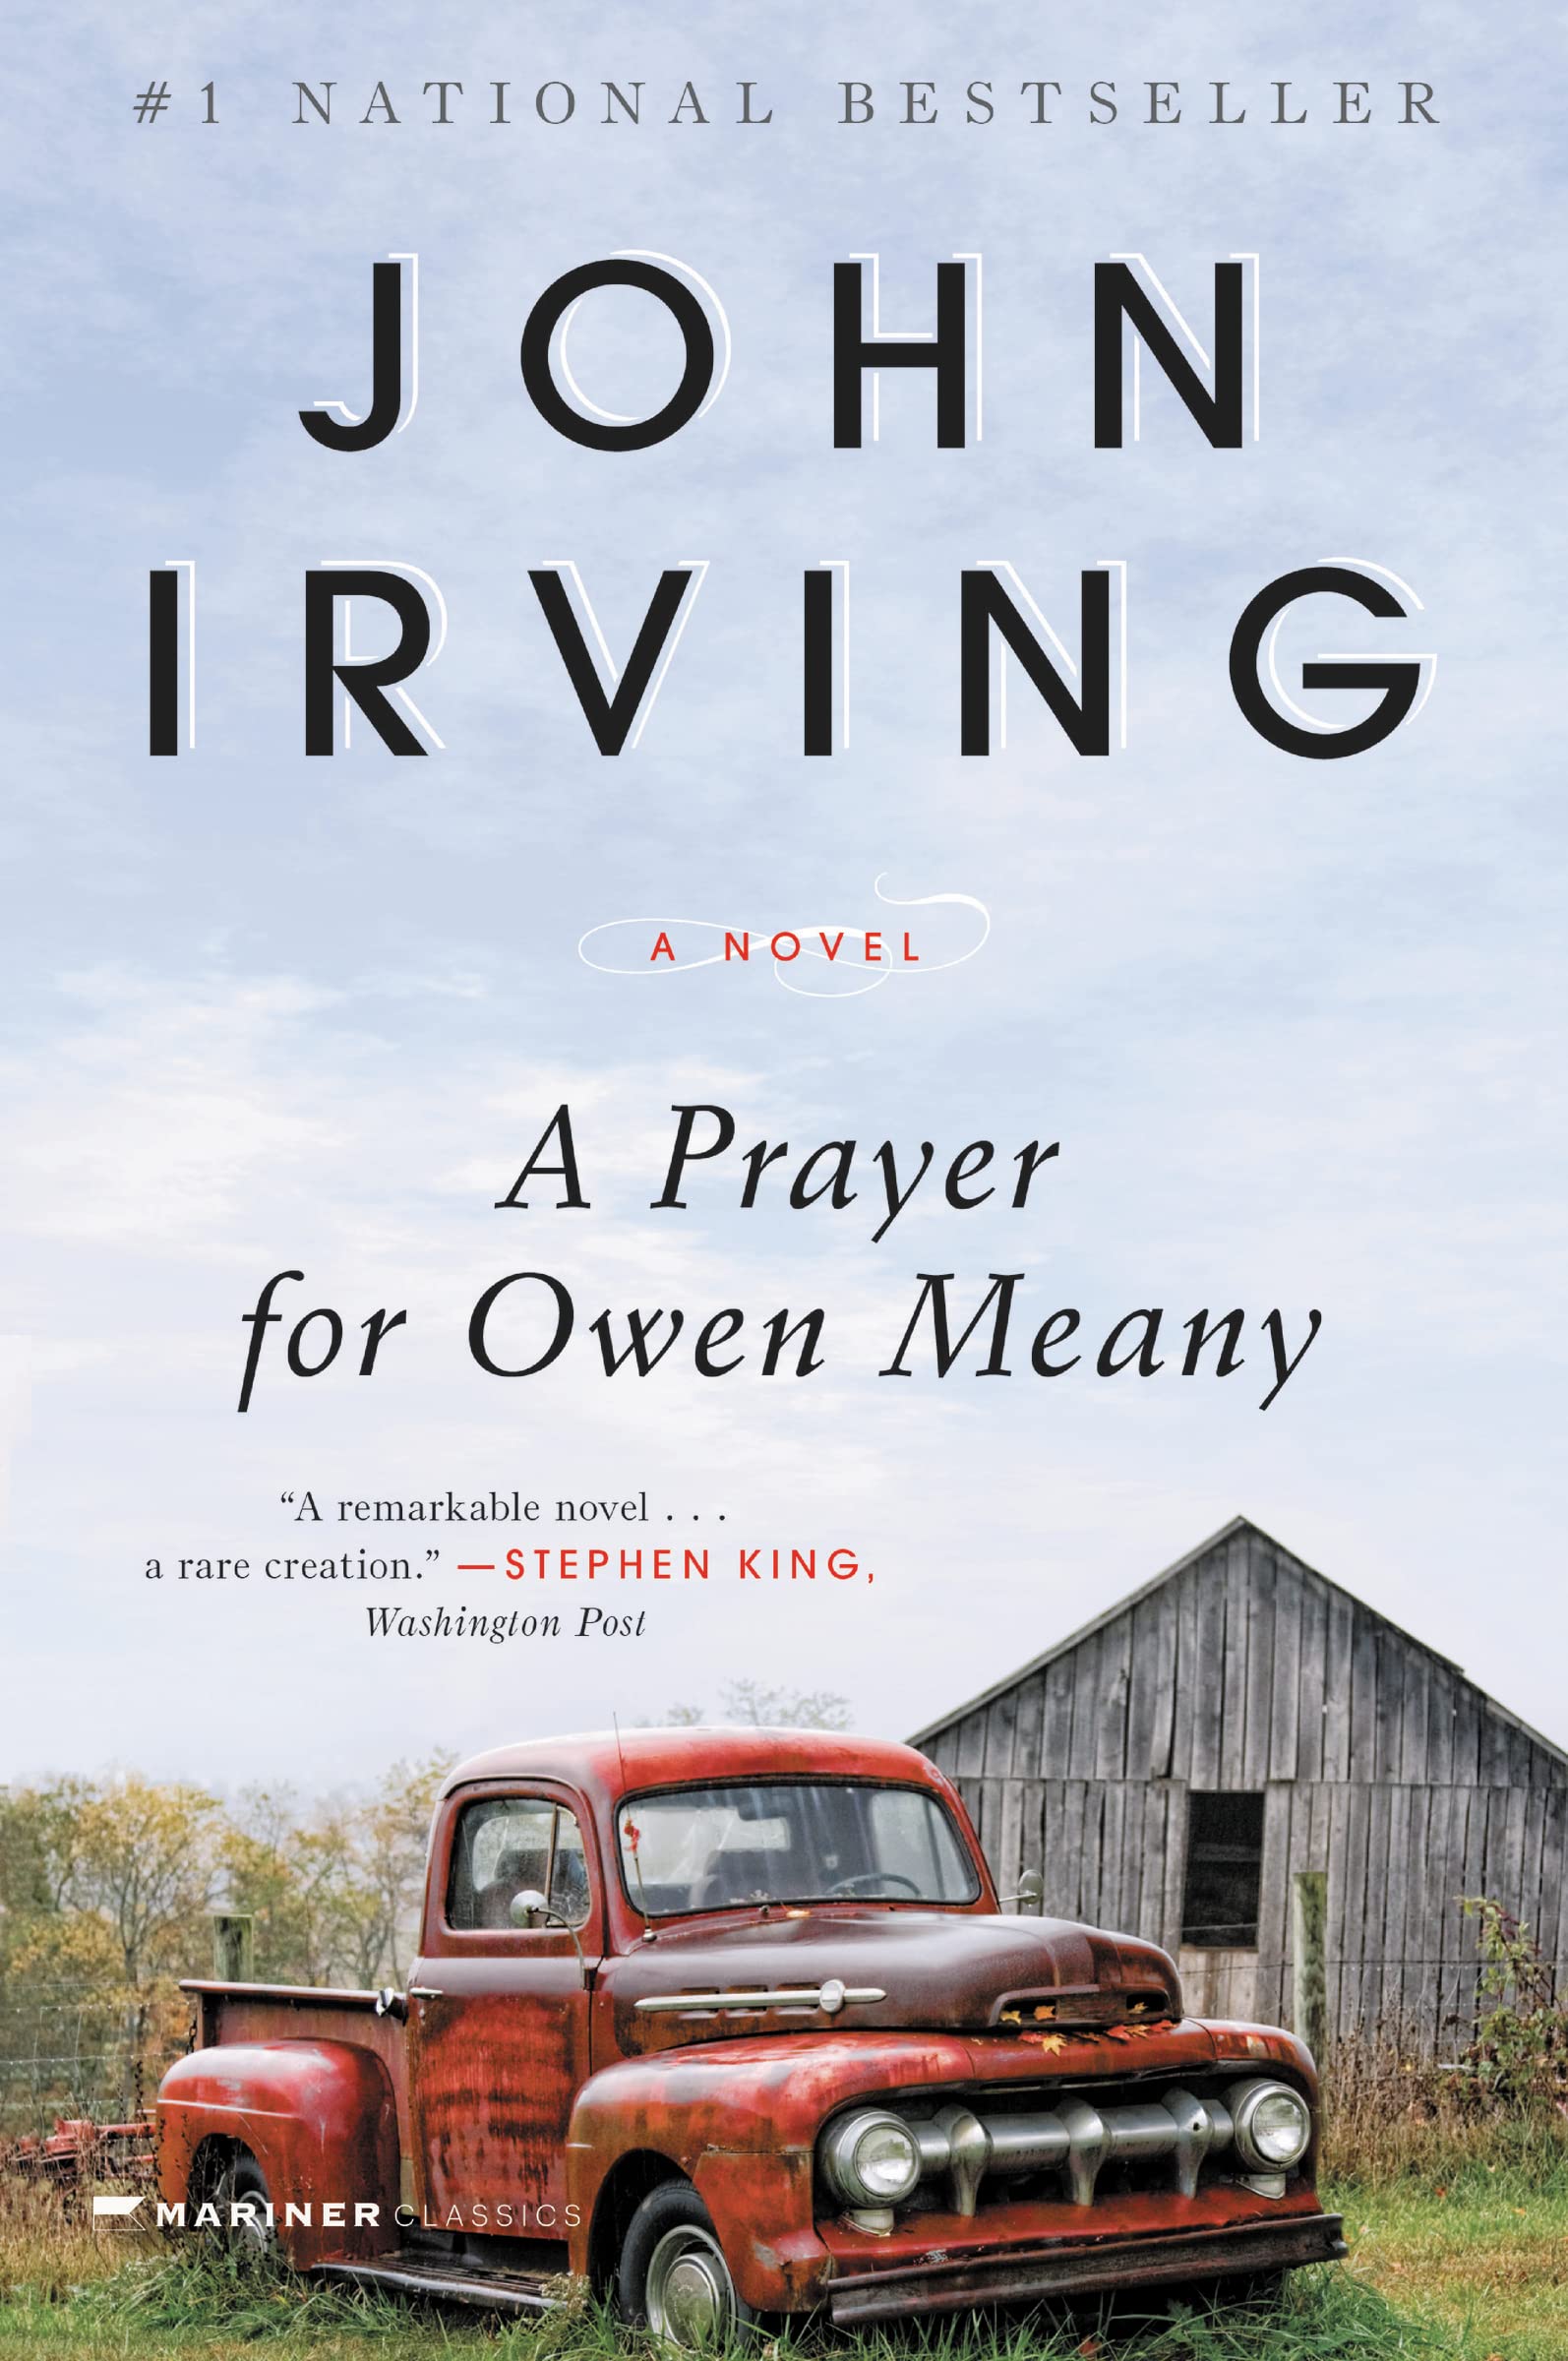 #1 NATIONAL BESTSELLER
JOHN
IRVING
A NOVEL
A Prayer
for Owen Meany
“A remarkable novel . . .
a rare creation.” —STEPHEN KING,
Washington Post
MARINER CLASSICS